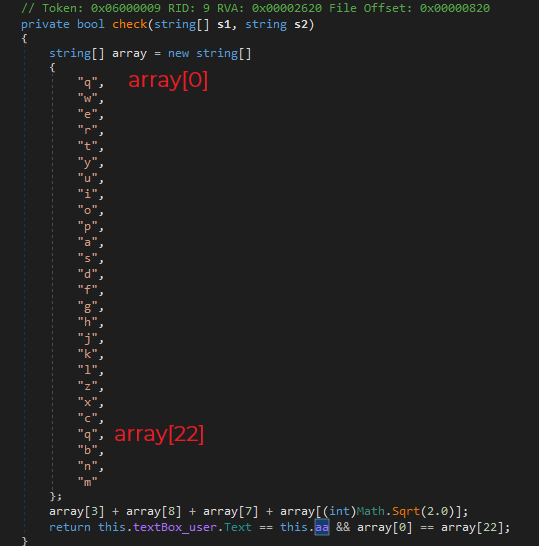 // Token: 0x06000009 RID: 9 RVA: 0x00002620 File Offset: 0x00000820
private bool check(string[] s1, string s2)
{
string[] array = new string[]
{
"q", array[0]
"w",
"e",
"r",
"t",
"y",
"u",
"i",
"o",
"p",
"a",
"s",
"d",
"f",
"g",
"h",
"j",
"k",
"l",
"z",
"x",
"c",
"q", array[22]
"b",
"n",
"m"
};
array[3] + array[8] + array[7] + array[(int)Math.Sqrt(2.0)];
return this.textBox_user.Text == this.aa && array[0] == array[22];
}